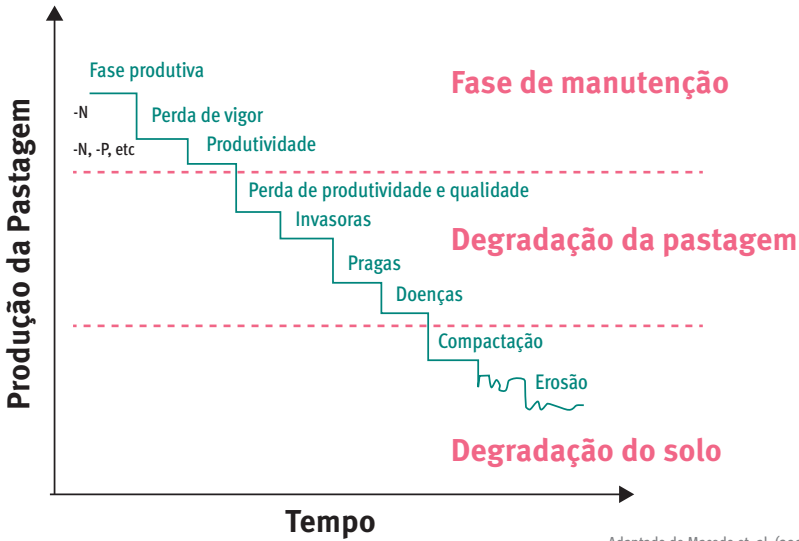 Fase produtiva
Fase de manutenção
-N
Perda de vigor
-N, -P, etc
Produtividade
Perda de produtividade e qualidade
Invasoras
Degradação da pastagem
Pragas
Doenças
Compactação
Erosão
Degradação do solo
Produção da Pastagem
Tempo